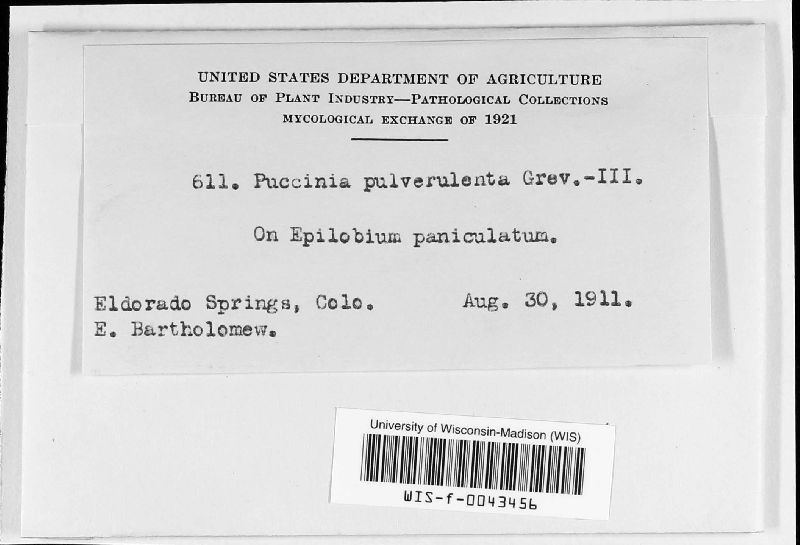 UNITED STATES DEPARTMENT OF AGRICULTURE
BUREAU OF PLANT INDUSTRY—PATHOLOGICAL COLLECTIONS
MYCOLOGICAL EXCHANGE OF 1921
611. Puccinia pulverulenta Grev.-III.
On Epilobium paniculatum.
Eldorado Springs, Colo. Aug. 30, 1911.
E. Bartholomew.
University of Wisconsin-Madison (WIS)
WIS-f-0043456